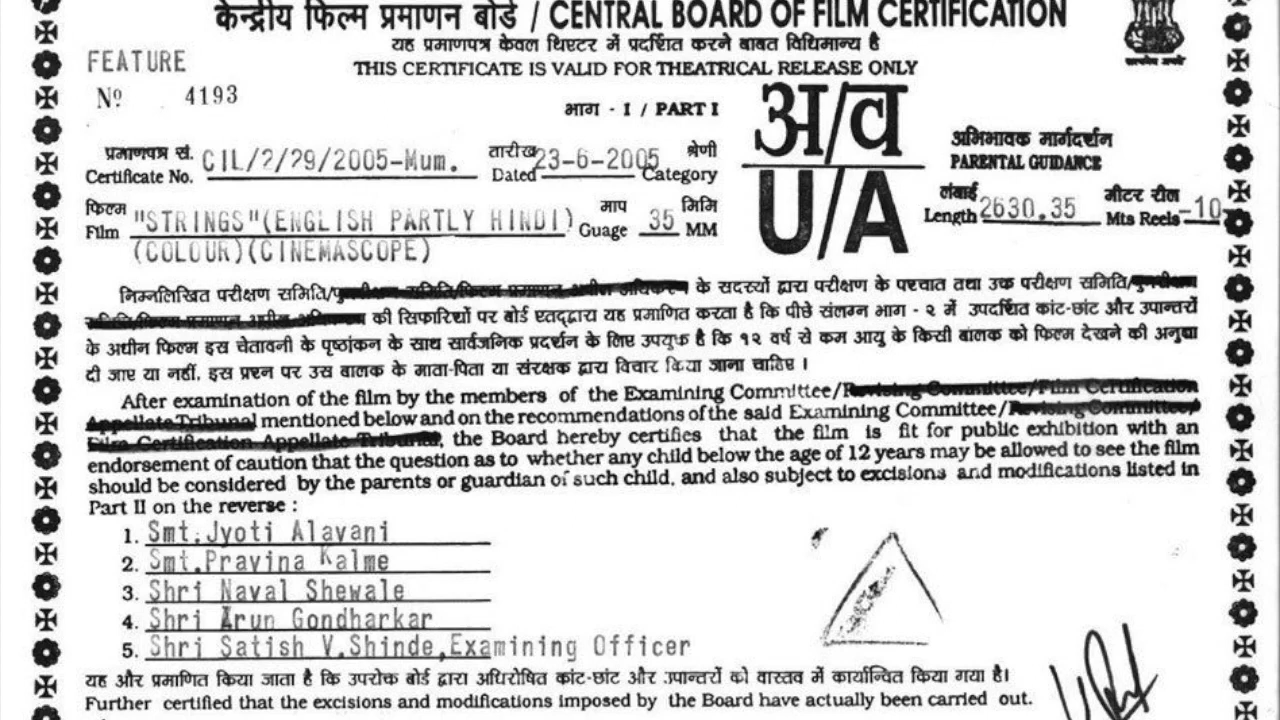 केन्द्रीय फिल्म प्रमाणन बोर्ड / CENTRAL BOARD OF FILM CERTIFICATION
यह प्रमाणपत्र केवल थिएटर में प्रदर्शित करने बाबत विधिमान्य है
FEATURE
THIS CERTIFICATE IS VALID FOR THEATRICAL RELEASE ONLY
Nº 4193
भाग - I / PART I
अ/व
U/A
अभिभावक मार्गदर्शन
PARENTAL GUIDANCE
प्रमाणपत्र सं. तारीख श्रेणी
Certificate No. CIL/2/29/2005-Mum. Dated 23-6-2005 Category
लंबाई मीटर रील
Length 2630.35 Mts Reels -10-
फिल्म माप मिमि
Film "STRINGS"(ENGLISH PARTLY HINDI) Guage 35 MM
(COLOUR)(CINEMASCOPE)
निम्नलिखित परीक्षण समिति/ के सदस्यों द्वारा परीक्षण के पश्चात तथा उक्त परीक्षण समिति/
की सिफारिशों पर बोर्ड एतद्द्वारा यह प्रमाणित करता है कि पीछे संलग्न भाग - २ में उपदर्शित कांट-छांट और उपान्तरों
के अधीन फिल्म इस चेतावनी के पृष्ठांकन के साथ सार्वजनिक प्रदर्शन के लिए उपयुक्त है कि १२ वर्ष से कम आयु के किसी बालक को फिल्म देखने की अनुज्ञा
दी जाए या नहीं, इस प्रश्न पर उस बालक के माता-पिता या संरक्षक द्वारा विचार किया जाना चाहिए ।
After examination of the film by the members of the Examining Committee/Revising Committee/Film Certification
Appellate Tribunal mentioned below and on the recommendations of the said Examining Committee/Revising Committee/
Film Certification Appellate Tribunal, the Board hereby certifies that the film is fit for public exhibition with an
endorsement of caution that the question as to whether any child below the age of 12 years may be allowed to see the film
should be considered by the parents or guardian of such child, and also subject to excisions and modifications listed in
Part II on the reverse :
1. Smt.Jyoti Alavani
2. Smt.Pravina Kalme
3. Shri Naval Shewale
4. Shri Arun Gondharkar
5. Shri Satish V.Shinde,Examining Officer
यह और प्रमाणित किया जाता है कि उपरोक्त बोर्ड द्वारा अधिरोपित कांट-छांट और उपान्तरों को वास्तव में कार्यान्वित किया गया है।
Further certified that the excisions and modifications imposed by the Board have actually been carried out.